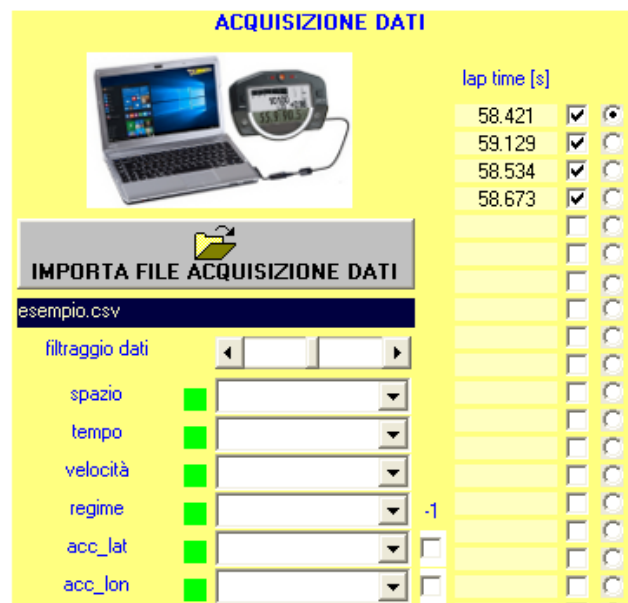 ACQUISIZIONE DATI
lap time [s]
58.421
59.129
58.534
58.673
IMPORTA FILE ACQUISIZIONE DATI
esempio.csv
filtraggio dati
spazio
tempo
velocità
regime
-1
acc_lat
acc_lon